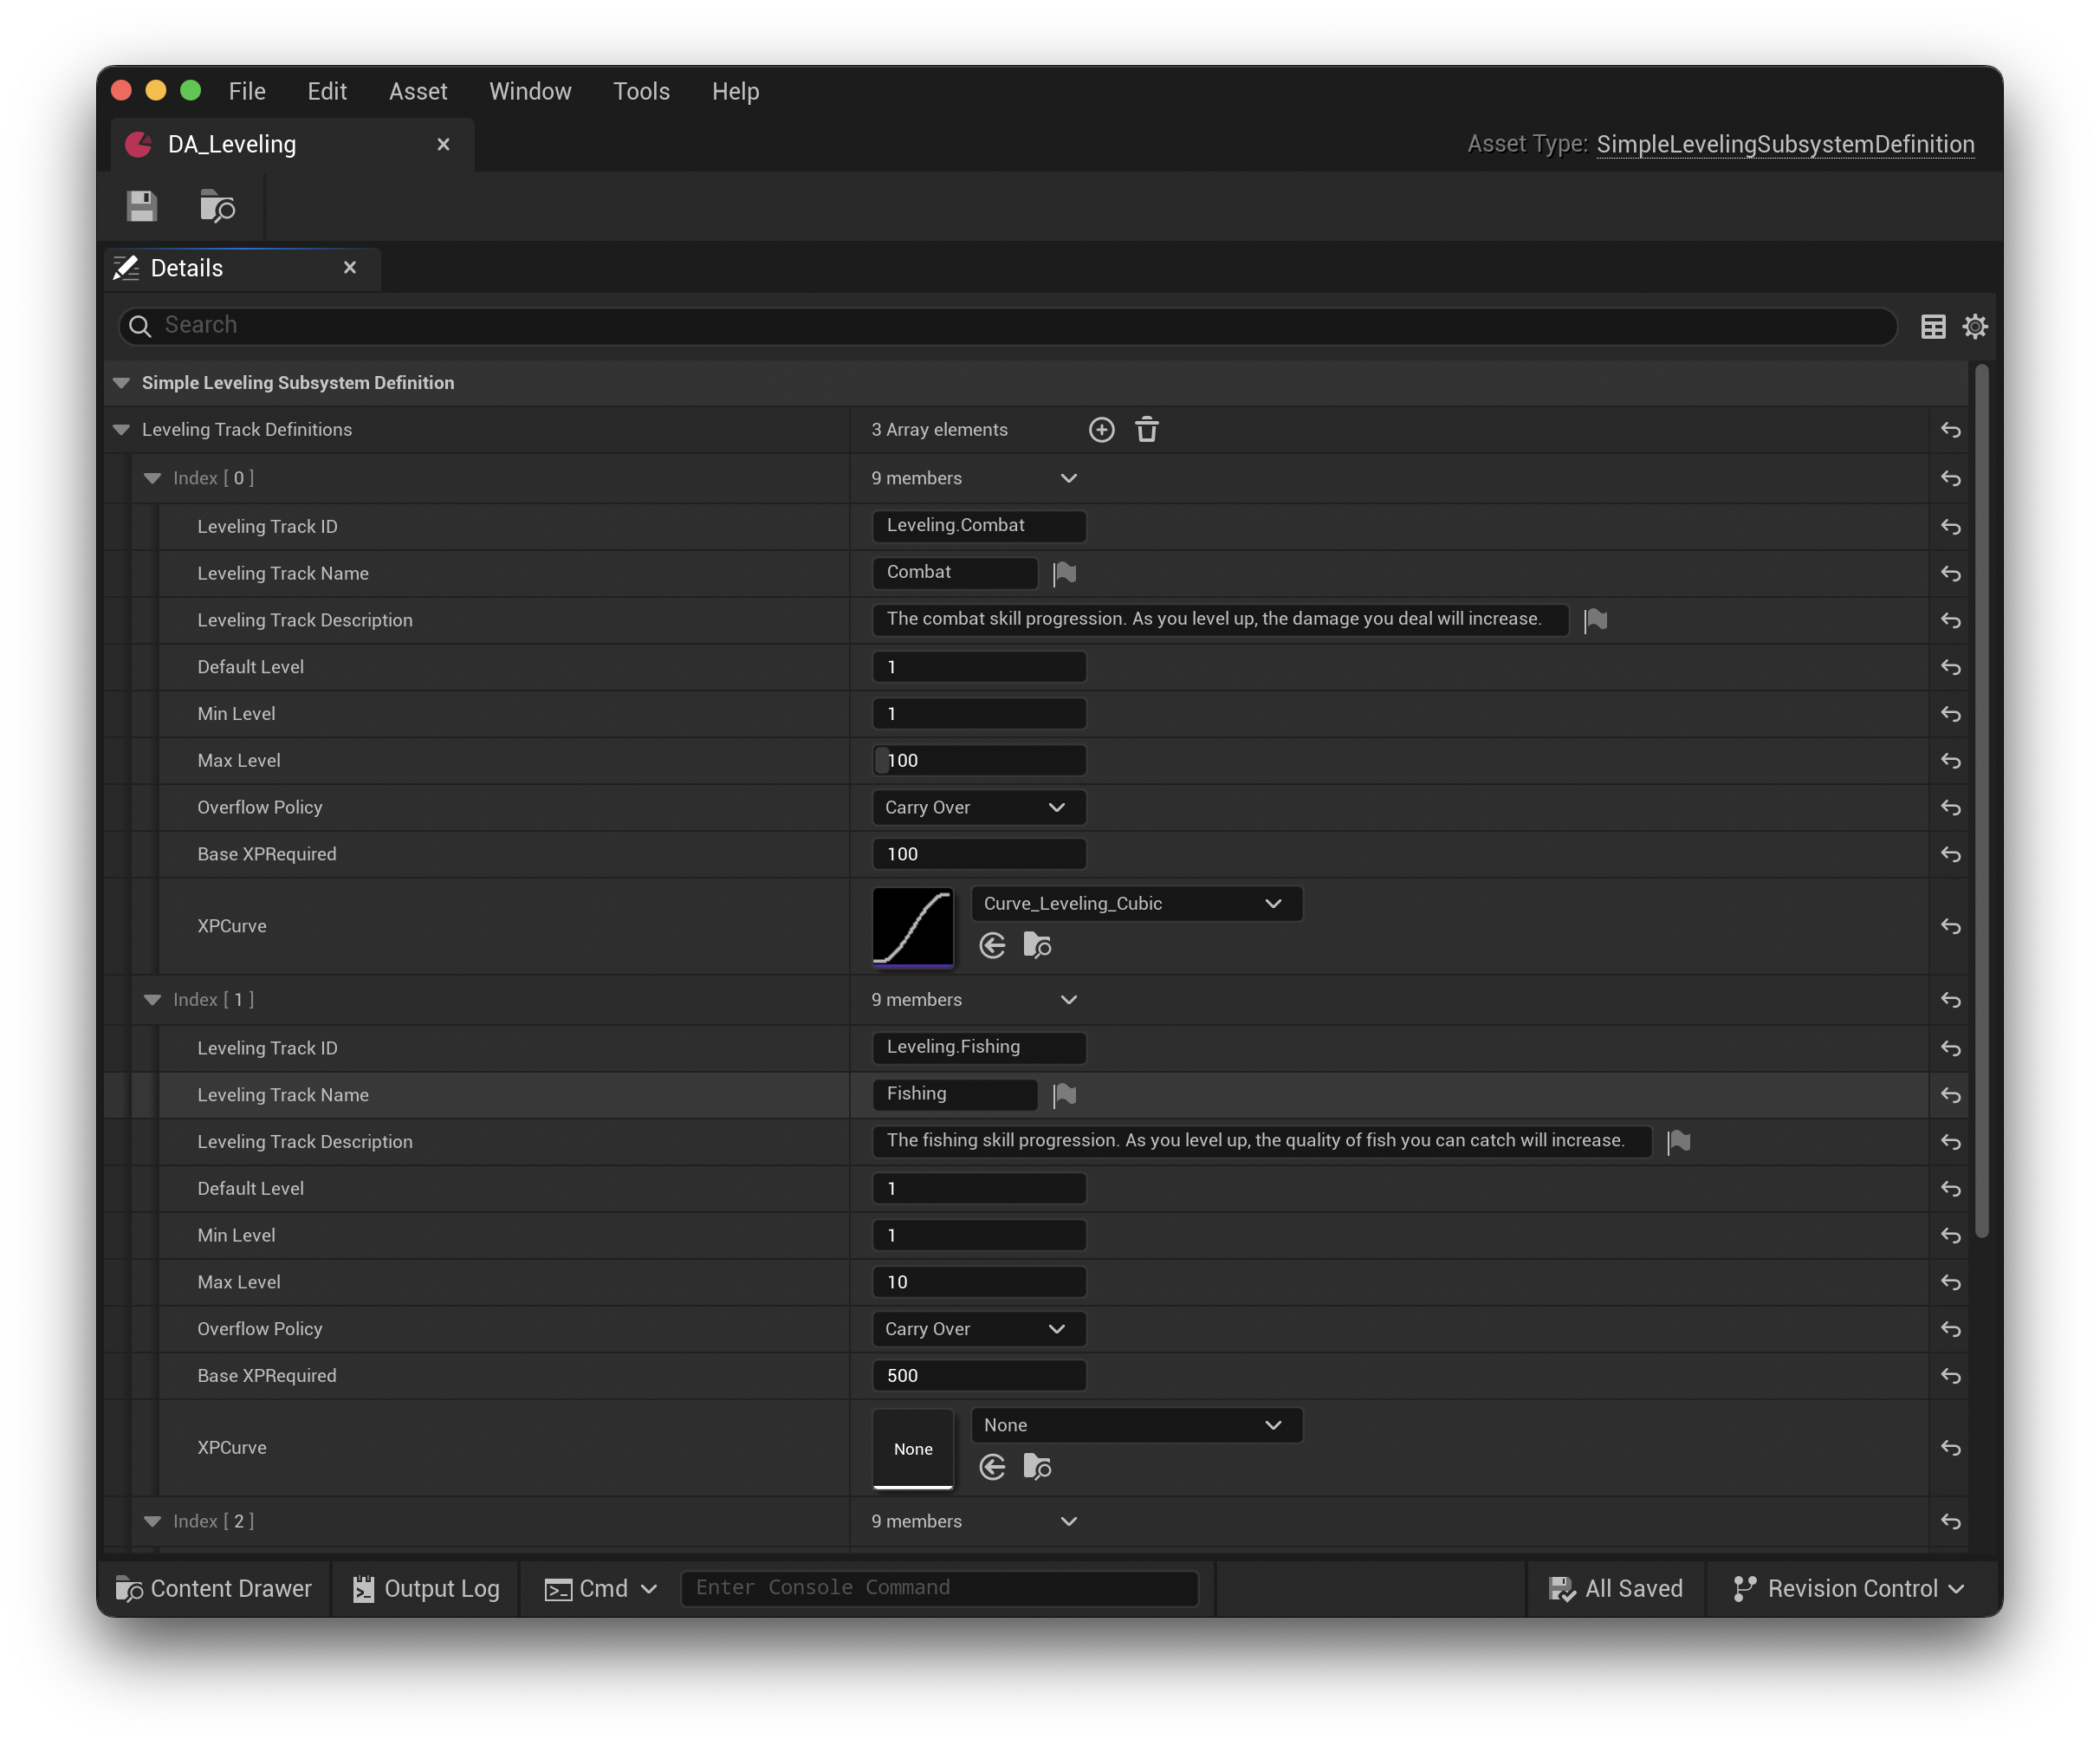 File Edit Asset Window Tools Help
DA_Leveling
Asset Type: SimpleLevelingSubsystemDefinition
Details
Search
Simple Leveling Subsystem Definition
Leveling Track Definitions 3 Array elements
Index [ 0 ] 9 members
Leveling Track ID Leveling.Combat
Leveling Track Name Combat
Leveling Track Description The combat skill progression. As you level up, the damage you deal will increase.
Default Level 1
Min Level 1
Max Level 100
Overflow Policy Carry Over
Base XPRequired 100
XPCurve Curve_Leveling_Cubic
Index [ 1 ] 9 members
Leveling Track ID Leveling.Fishing
Leveling Track Name Fishing
Leveling Track Description The fishing skill progression. As you level up, the quality of fish you can catch will increase.
Default Level 1
Min Level 1
Max Level 10
Overflow Policy Carry Over
Base XPRequired 500
XPCurve None None
Index [ 2 ] 9 members
Content Drawer Output Log Cmd Enter Console Command All Saved Revision Control